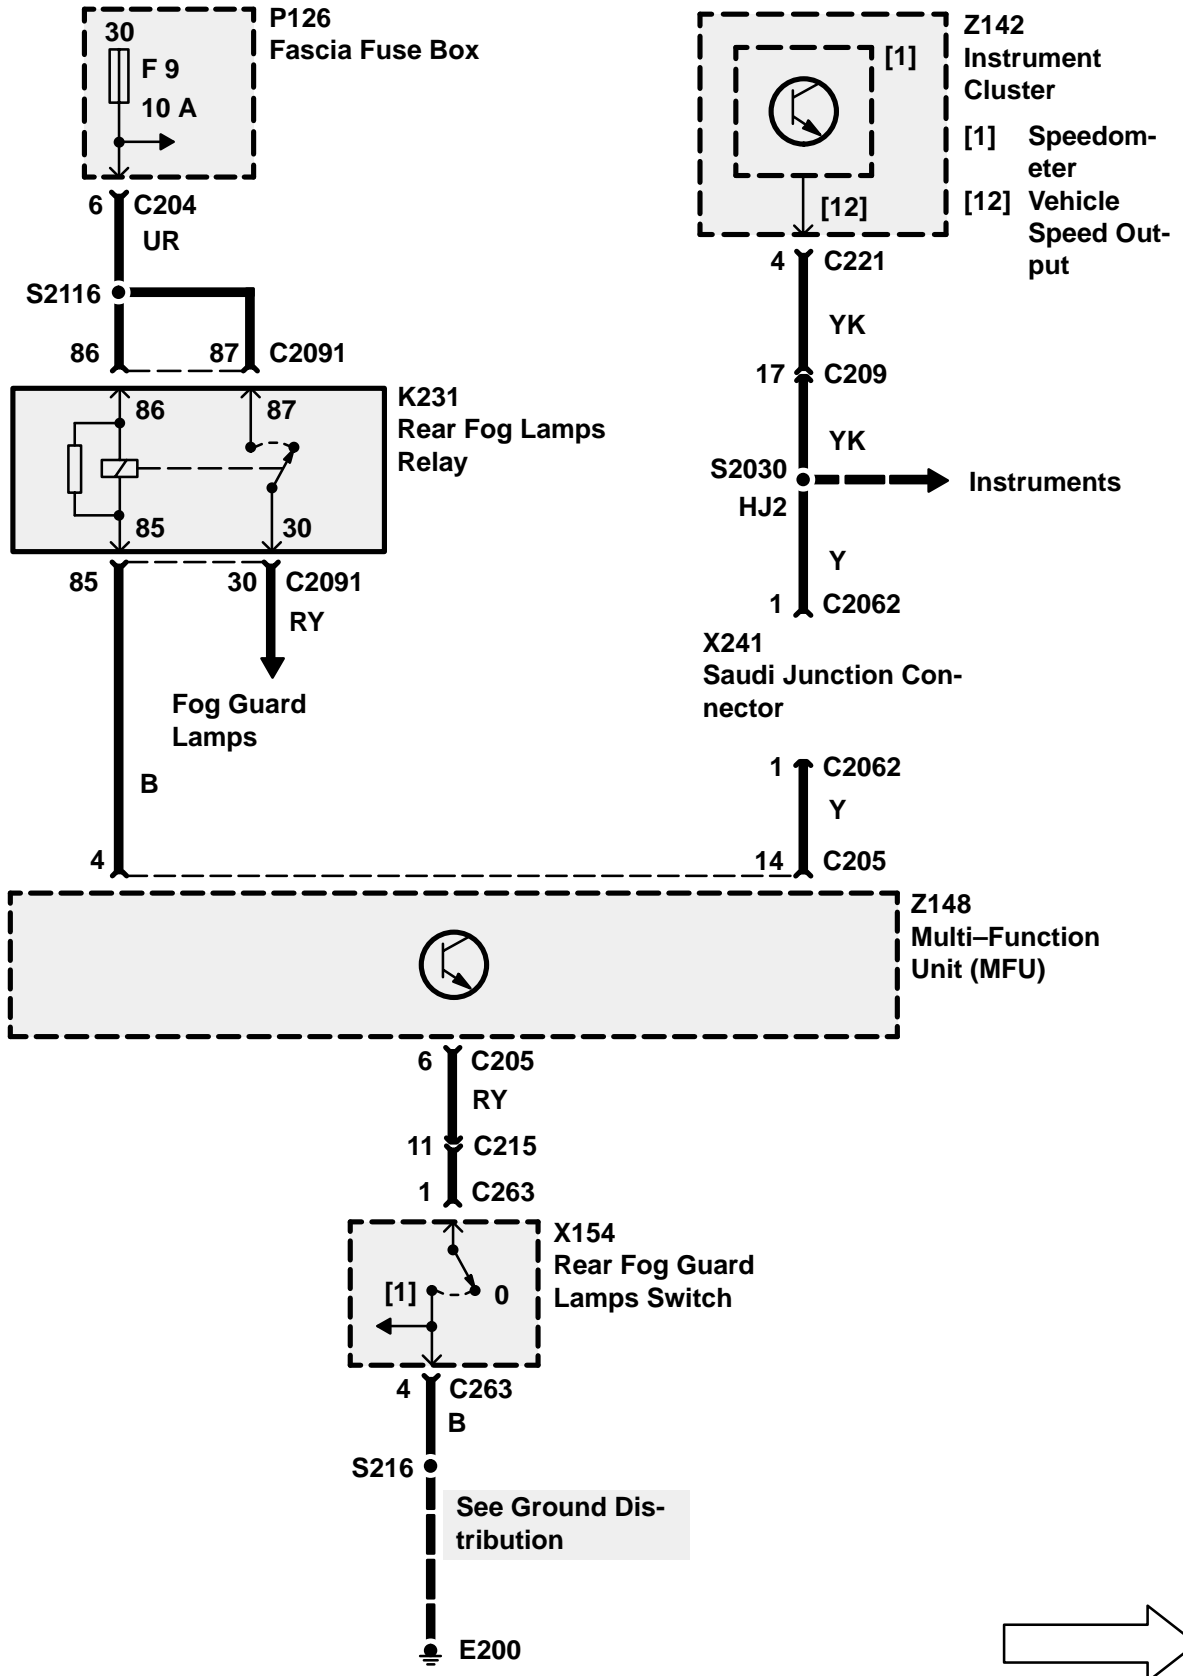 P126
Fascia Fuse Box
30
F 9
10 A
6 C204
UR
S2116
86
87 C2091
K231
Rear Fog Lamps
Relay
86
87
85
30
85
30 C2091
RY
Fog Guard
Lamps
B
4
Z142
Instrument
Cluster
[1] Speedom-
eter
[12] Vehicle
Speed Out-
put
[1]
[12]
4 C221
YK
17 C209
YK
S2030
HJ2
Instruments
Y
1 C2062
X241
Saudi Junction Con-
nector
1 C2062
Y
14 C205
Z148
Multi–Function
Unit (MFU)
6 C205
RY
11 C215
1 C263
X154
Rear Fog Guard
Lamps Switch
[1]
0
4 C263
B
S216
See Ground Dis-
tribution
E200